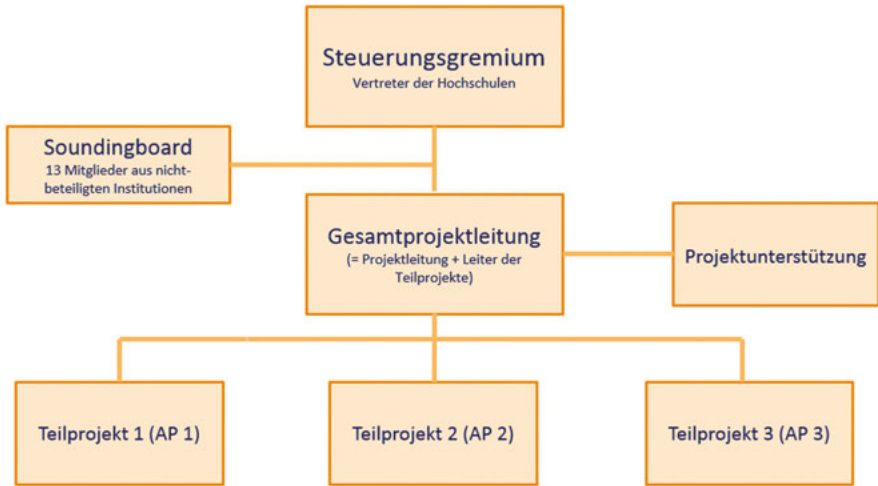 Steuerungsgremium
Vertreter der Hochschulen
Soundingboard
13 Mitglieder aus nicht-
beteiligten Institutionen
Gesamtprojektleitung
(= Projektleitung + Leiter der
Teilprojekte)
Projektunterstützung
Teilprojekt 1 (AP 1)
Teilprojekt 2 (AP 2)
Teilprojekt 3 (AP 3)